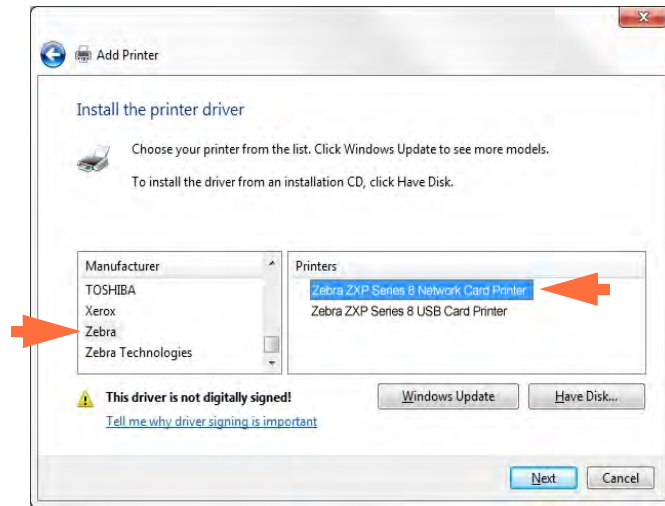 Add Printer
Install the printer driver
Choose your printer from the list. Click Windows Update to see more models.
To install the driver from an installation CD, click Have Disk.
Manufacturer
TOSHIBA
Xerox
Zebra
Zebra Technologies
Printers
Zebra ZXP Series 8 Network Card Printer
Zebra ZXP Series 8 USB Card Printer
This driver is not digitally signed!
Tell me why driver signing is important
Windows Update
Have Disk...
Next
Cancel